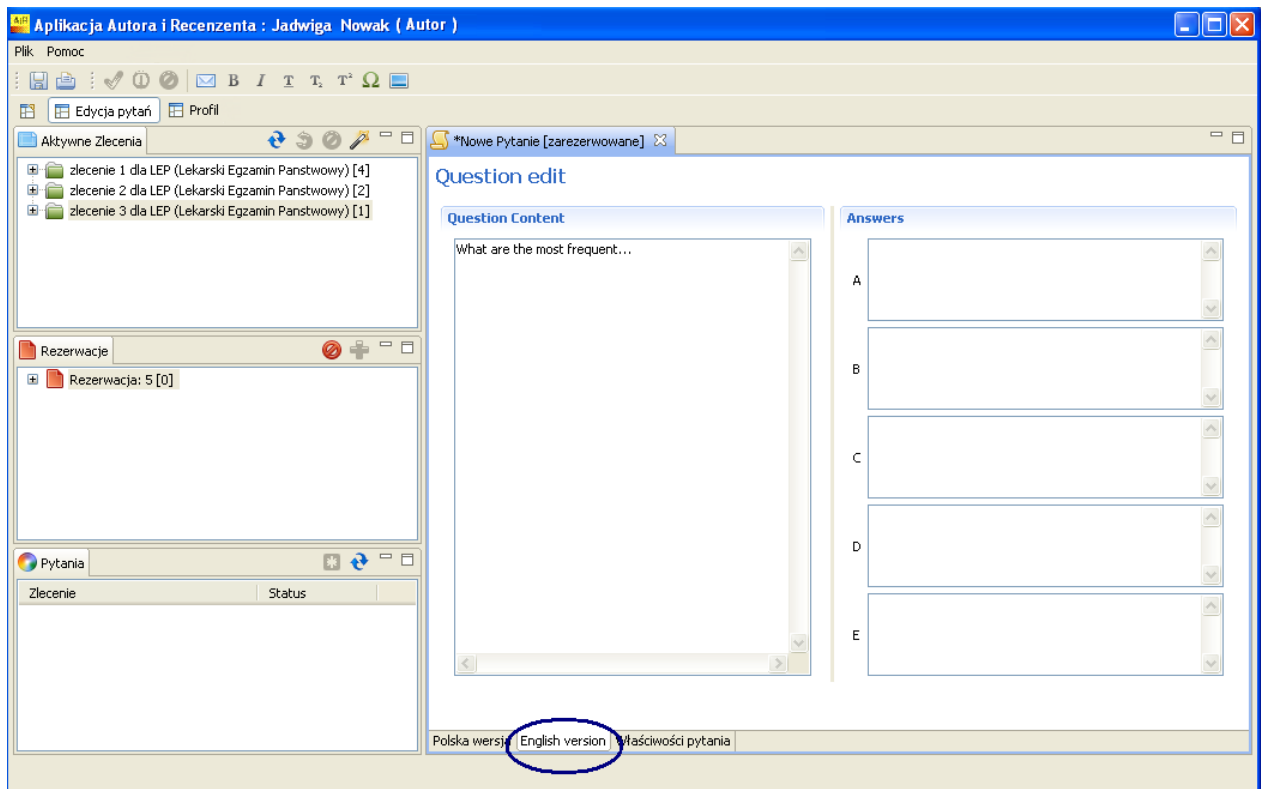 Aplikacja Autora i Recenzenta : Jadwiga Nowak ( Autor )
Plik Pomoc
B I T T₂ T² Ω
Edycja pytań Profil
Aktywne Zlecenia
zlecenie 1 dla LEP (Lekarski Egzamin Panstwowy) [4]
zlecenie 2 dla LEP (Lekarski Egzamin Panstwowy) [2]
zlecenie 3 dla LEP (Lekarski Egzamin Panstwowy) [1]
Rezerwacje
Rezerwacja: 5 [0]
Pytania
Zlecenie Status
*Nowe Pytanie [zarezerwowane]
Question edit
Question Content
What are the most frequent...
Answers
A
B
C
D
E
Polska wersja English version Właściwości pytania